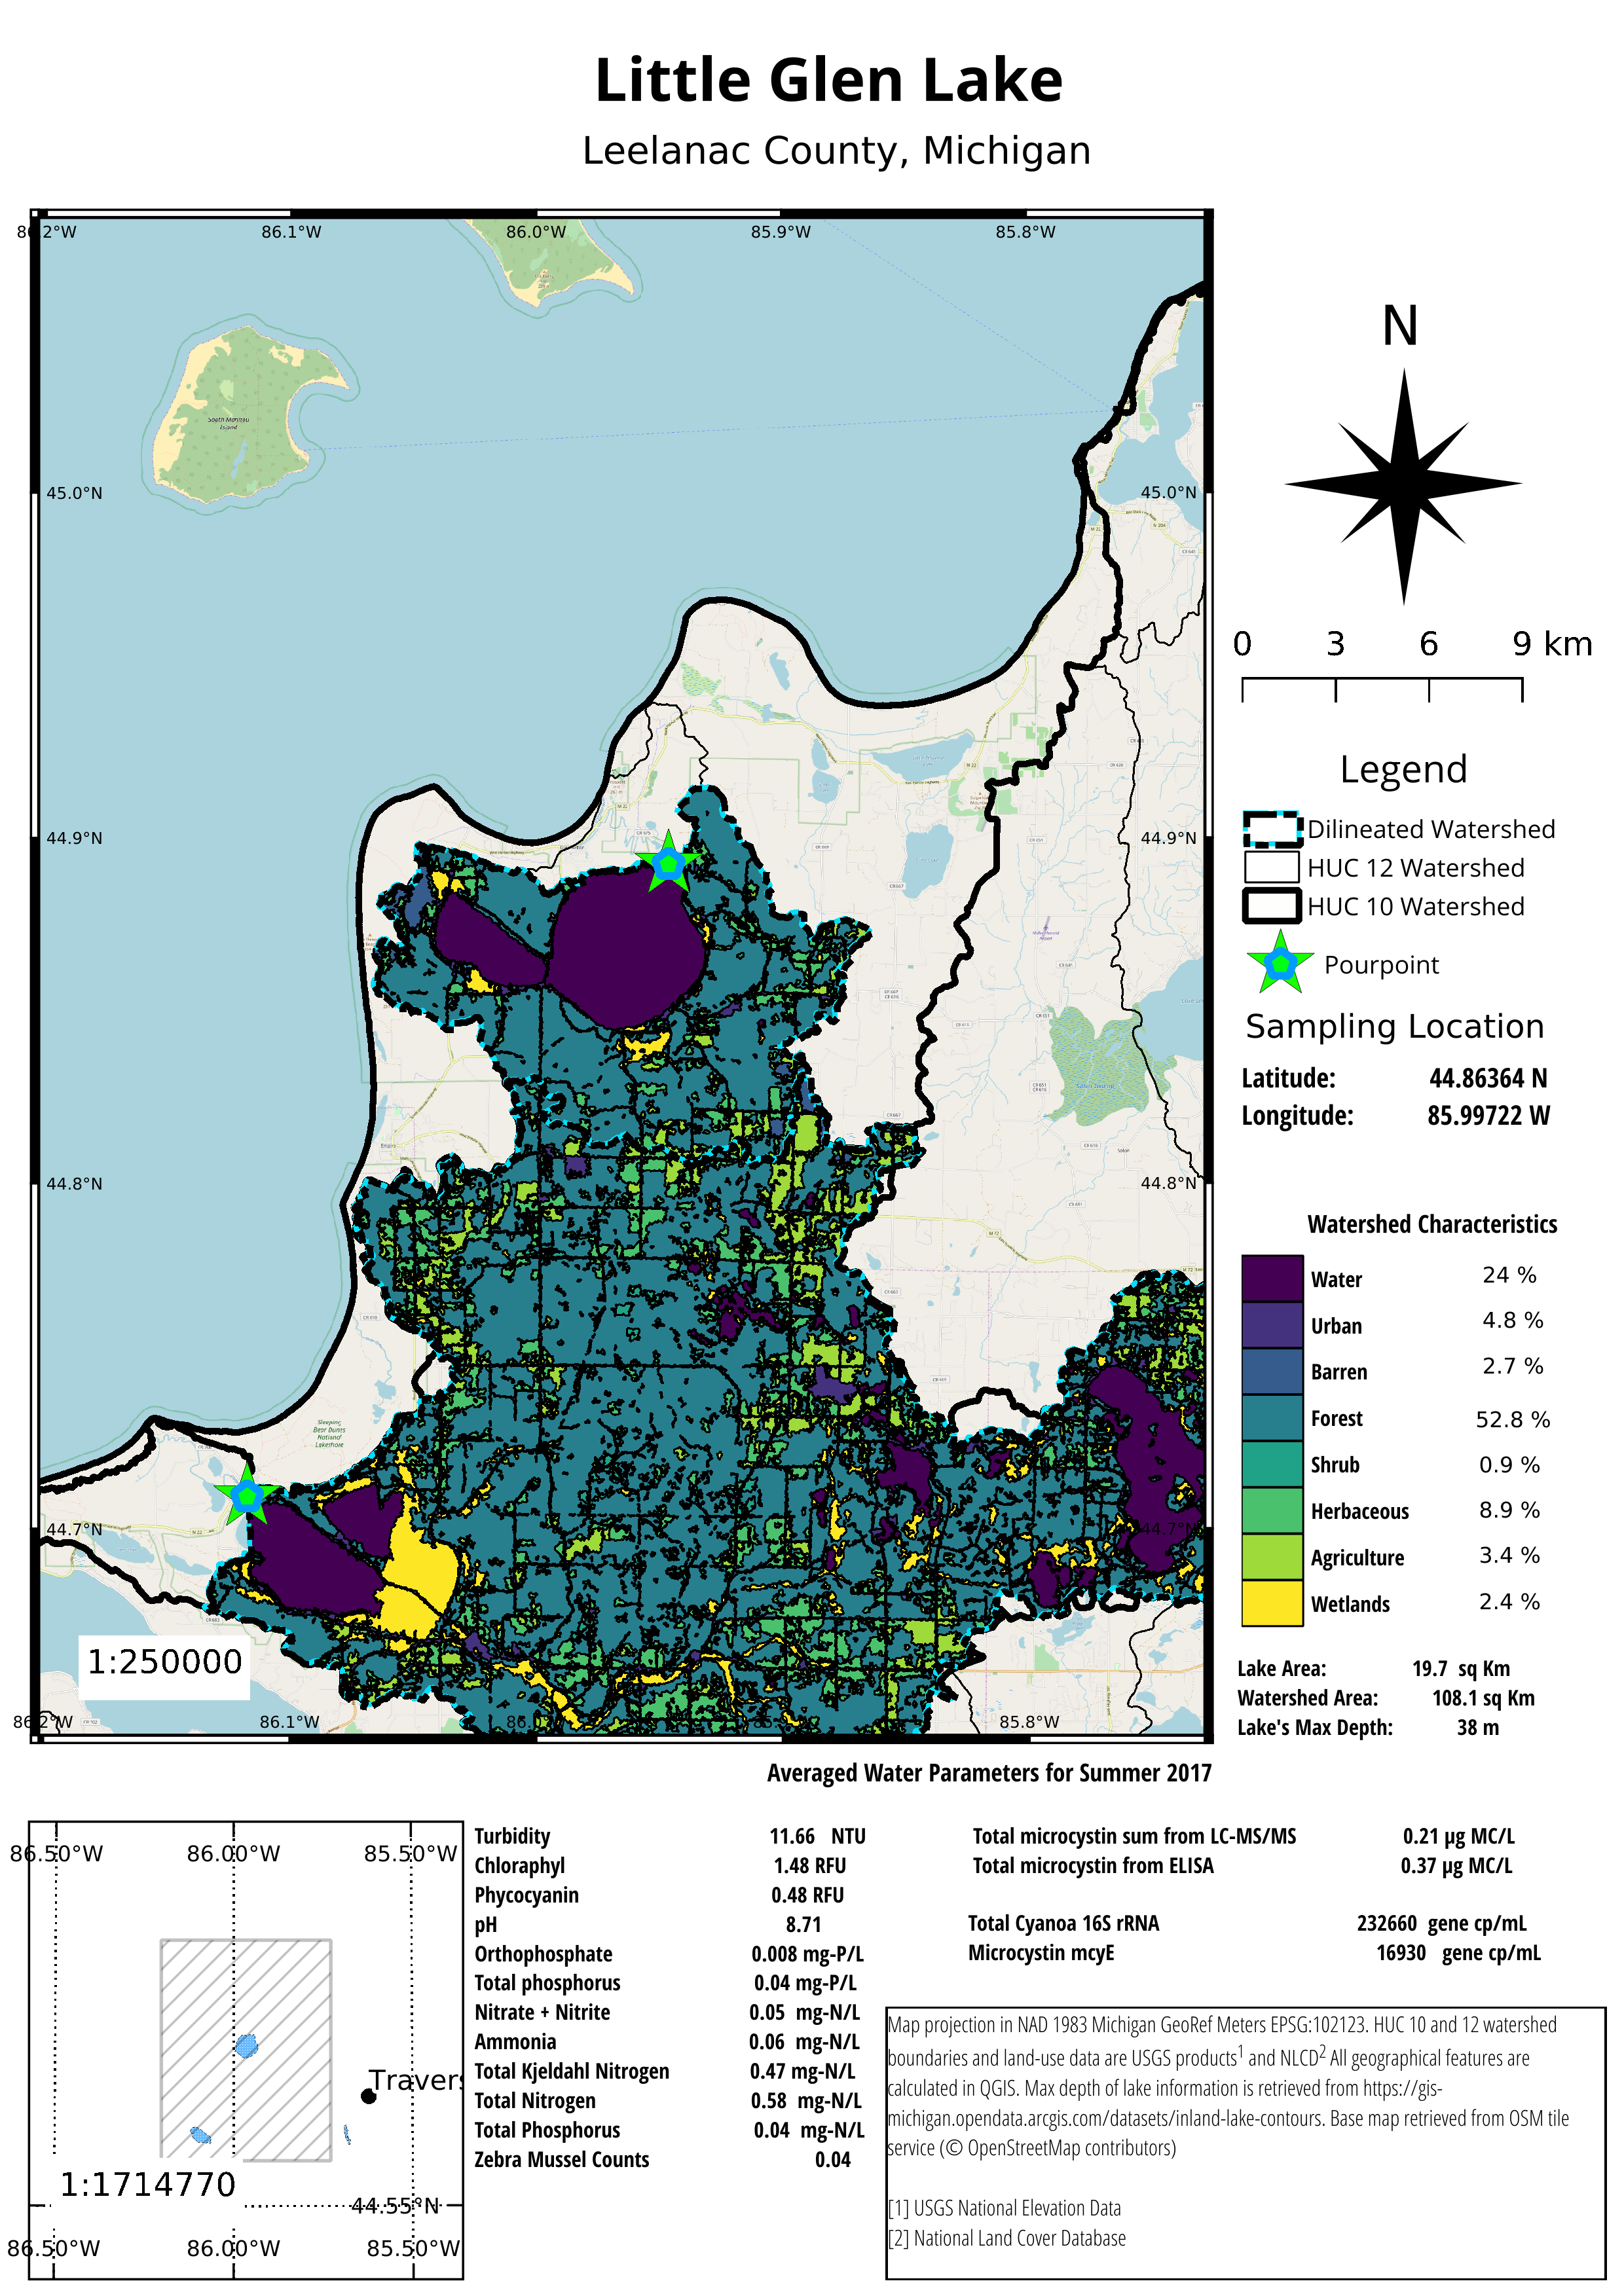 Little Glen Lake
Leelanac County, Michigan
86.2°W 86.1°W 86.0°W 85.9°W 85.8°W
South Manitou
Island
45.0°N 45.0°N
44.9°N 44.9°N
44.8°N 44.8°N
44.7°N 44.7°N
Empire
Sleeping
Bear Dunes
National
Lakeshore
1:250000
86.2°W 86.1°W 86.0°W 85.9°W 85.8°W
N
0 3 6 9 km
Legend
Dilineated Watershed
HUC 12 Watershed
HUC 10 Watershed
Pourpoint
Sampling Location
Latitude: 44.86364 N
Longitude: 85.99722 W
Watershed Characteristics
Water 24 %
Urban 4.8 %
Barren 2.7 %
Forest 52.8 %
Shrub 0.9 %
Herbaceous 8.9 %
Agriculture 3.4 %
Wetlands 2.4 %
Lake Area: 19.7 sq Km
Watershed Area: 108.1 sq Km
Lake's Max Depth: 38 m
Averaged Water Parameters for Summer 2017
Turbidity 11.66 NTU
Chloraphyl 1.48 RFU
Phycocyanin 0.48 RFU
pH 8.71
Orthophosphate 0.008 mg-P/L
Total phosphorus 0.04 mg-P/L
Nitrate + Nitrite 0.05 mg-N/L
Ammonia 0.06 mg-N/L
Total Kjeldahl Nitrogen 0.47 mg-N/L
Total Nitrogen 0.58 mg-N/L
Total Phosphorus 0.04 mg-N/L
Zebra Mussel Counts 0.04
Total microcystin sum from LC-MS/MS 0.21 µg MC/L
Total microcystin from ELISA 0.37 µg MC/L
Total Cyanoa 16S rRNA 232660 gene cp/mL
Microcystin mcyE 16930 gene cp/mL
86.50°W 86.00°W 85.50°W
Travers
1:1714770
44.55°N
86.50°W 86.00°W 85.50°W
Map projection in NAD 1983 Michigan GeoRef Meters EPSG:102123. HUC 10 and 12 watershed
boundaries and land-use data are USGS products1 and NLCD2 All geographical features are
calculated in QGIS. Max depth of lake information is retrieved from https://gis-
michigan.opendata.arcgis.com/datasets/inland-lake-contours. Base map retrieved from OSM tile
service (© OpenStreetMap contributors)
[1] USGS National Elevation Data
[2] National Land Cover Database